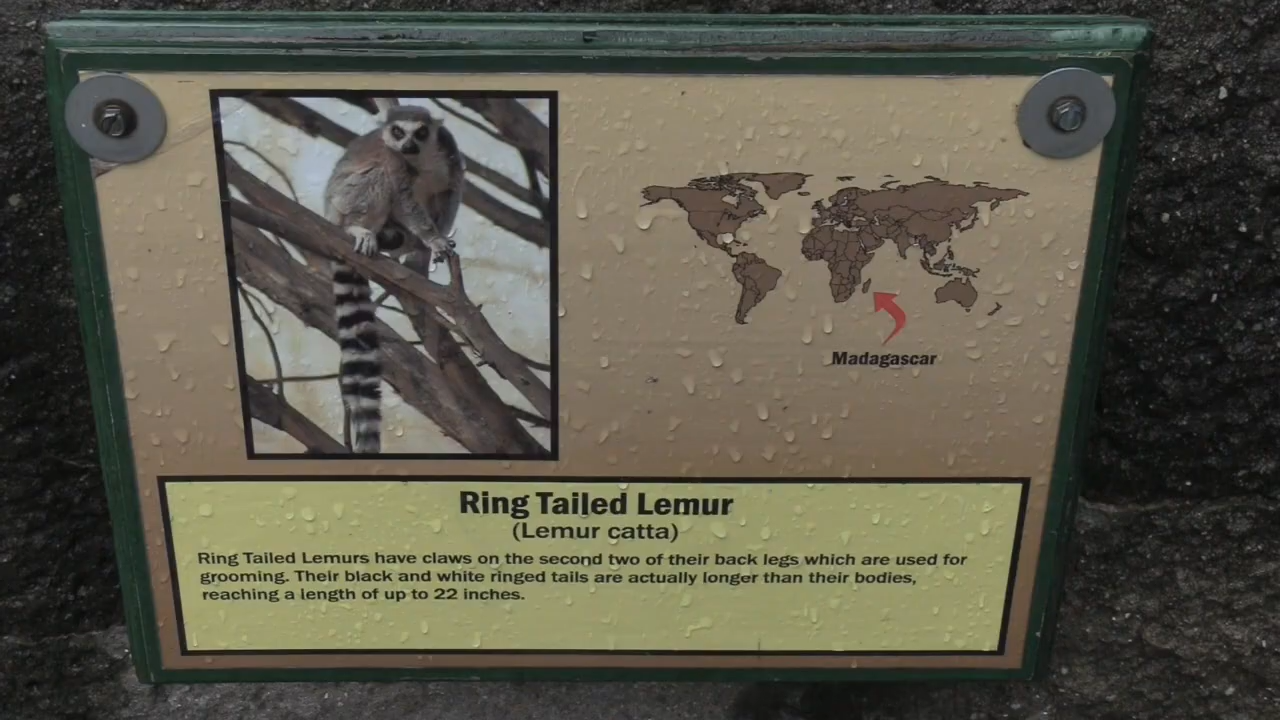 Madagascar
Ring Tailed Lemur
(Lemur catta)
Ring Tailed Lemurs have claws on the second two of their back legs which are used for
grooming. Their black and white ringed tails are actually longer than their bodies,
reaching a length of up to 22 inches.